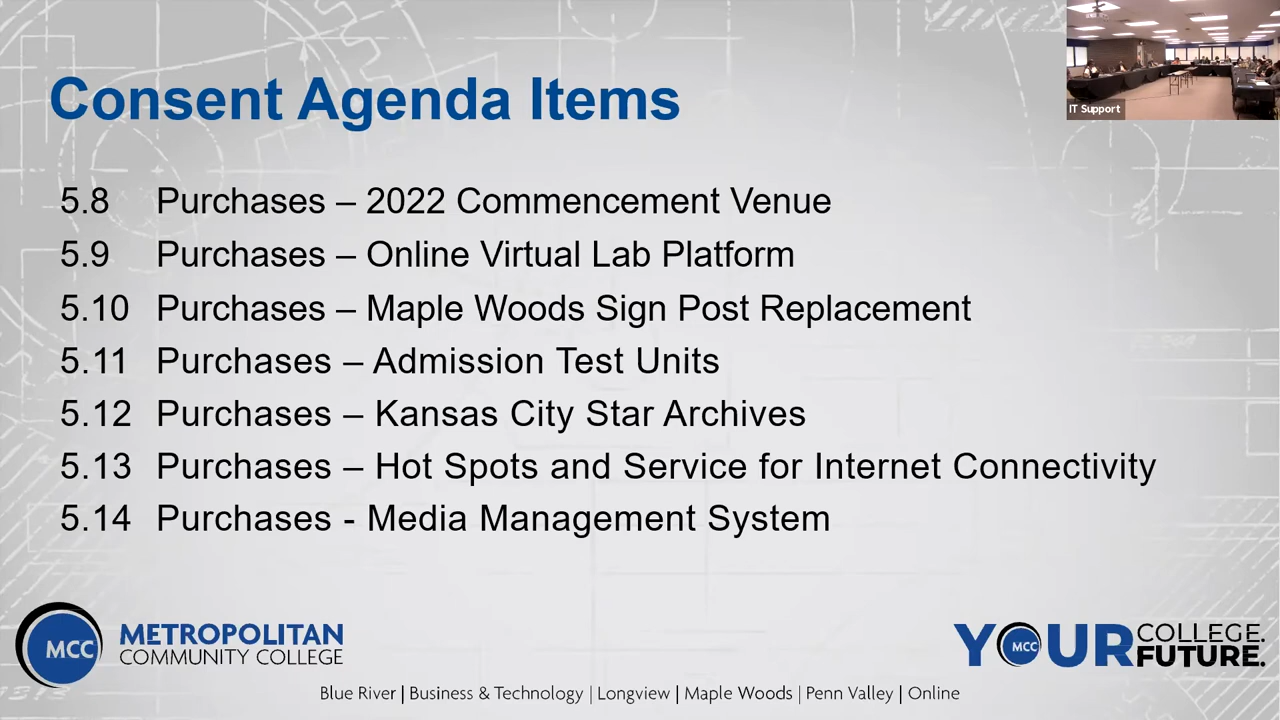 Consent Agenda Items
IT Support
5.8 Purchases – 2022 Commencement Venue
5.9 Purchases – Online Virtual Lab Platform
5.10 Purchases – Maple Woods Sign Post Replacement
5.11 Purchases – Admission Test Units
5.12 Purchases – Kansas City Star Archives
5.13 Purchases – Hot Spots and Service for Internet Connectivity
5.14 Purchases - Media Management System
MCC
METROPOLITAN
COMMUNITY COLLEGE
YOUR COLLEGE.
MCC
FUTURE.
Blue River | Business & Technology | Longview | Maple Woods | Penn Valley | Online